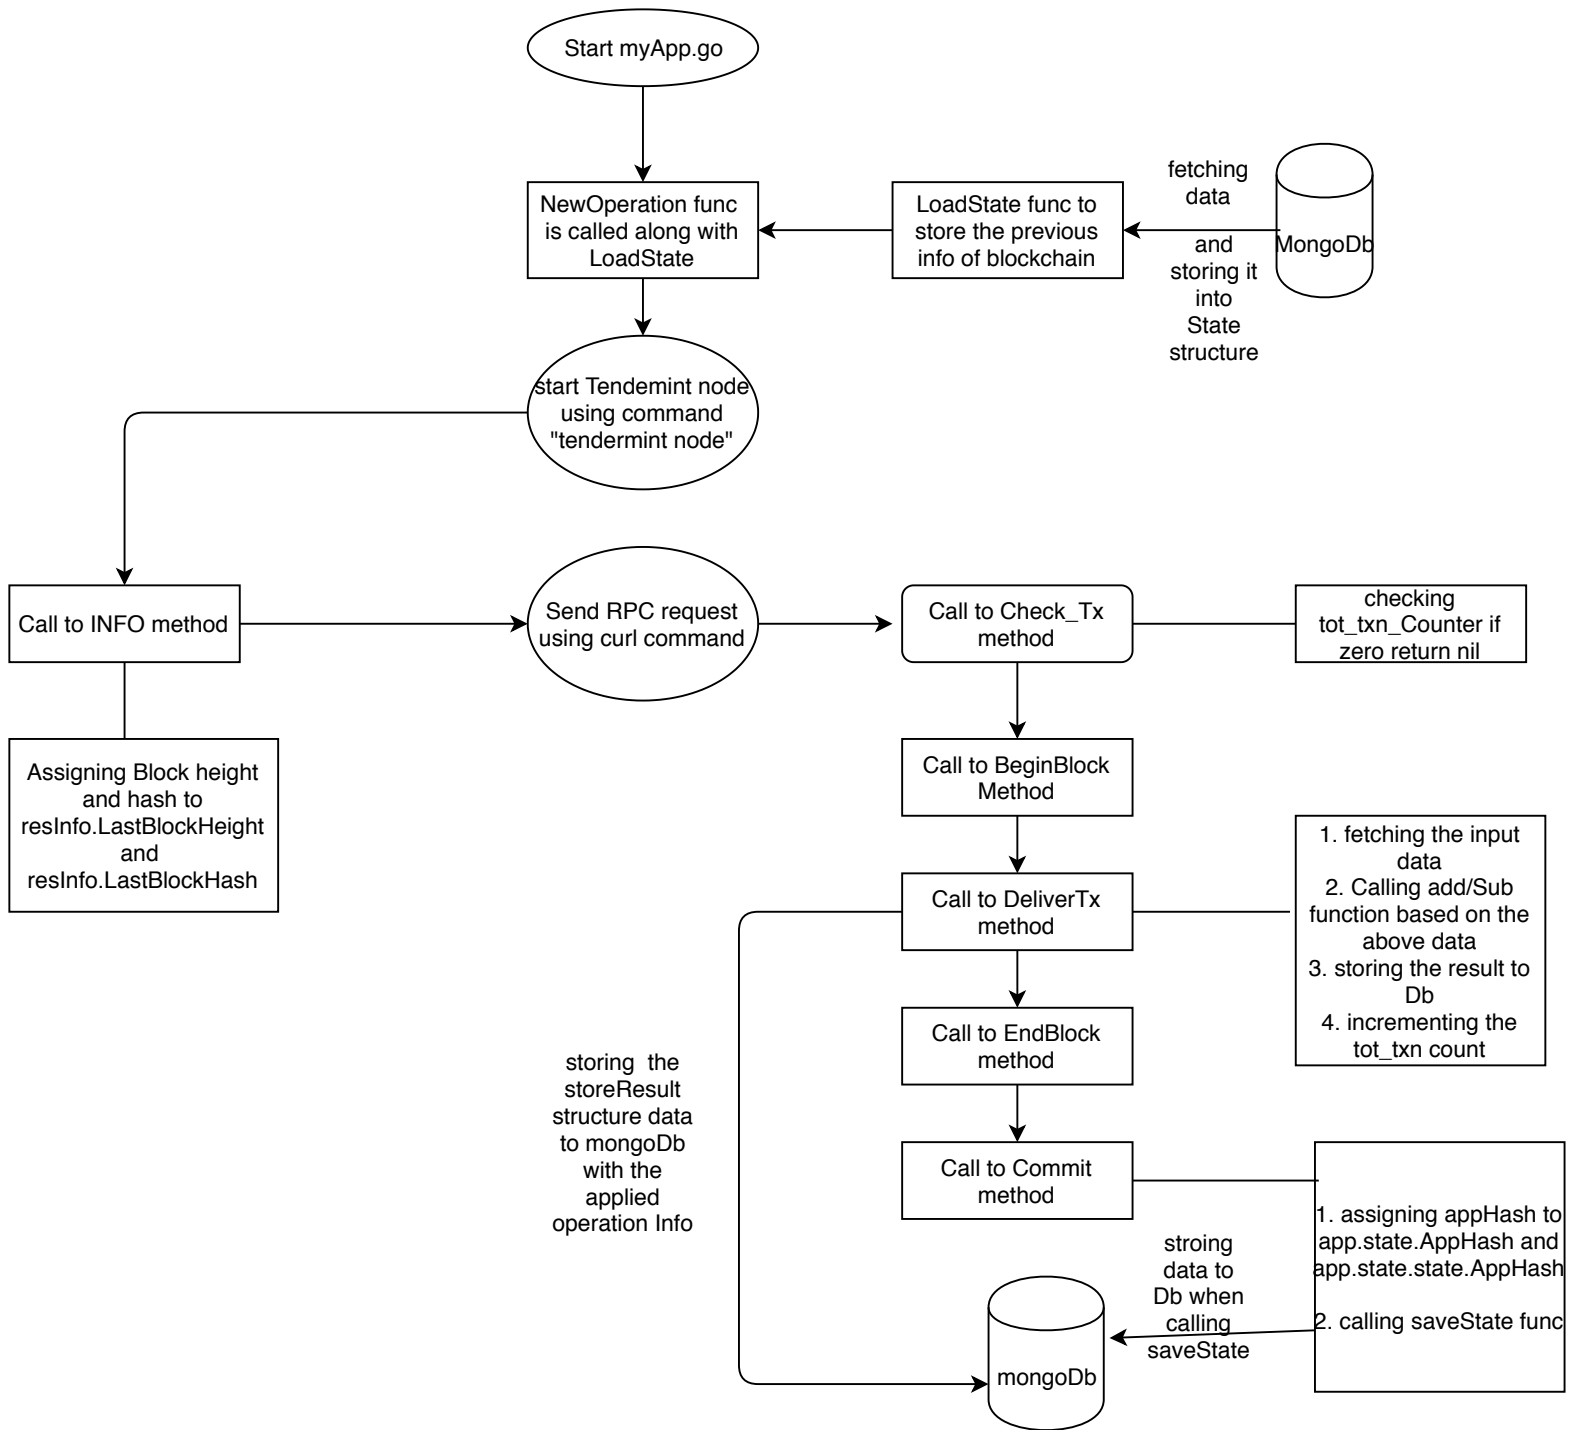 Start myApp.go
NewOperation func
is called along with
LoadState
LoadState func to
store the previous
info of blockchain
fetching
data
and
storing it
into
State
structure
MongoDb
start Tendemint node
using command
"tendermint node"
Call to INFO method
Send RPC request
using curl command
Call to Check_Tx
method
checking
tot_txn_Counter if
zero return nil
Assigning Block height
and hash to
resInfo.LastBlockHeight
and
resInfo.LastBlockHash
Call to BeginBlock
Method
Call to DeliverTx
method
1. fetching the input
data
2. Calling add/Sub
function based on the
above data
3. storing the result to
Db
4. incrementing the
tot_txn count
Call to EndBlock
method
storing  the
storeResult
structure data
to mongoDb
with the
applied
operation Info
Call to Commit
method
1. assigning appHash to
app.state.AppHash and
app.state.state.AppHash
2. calling saveState func
stroing
data to
Db when
calling
saveState
mongoDb